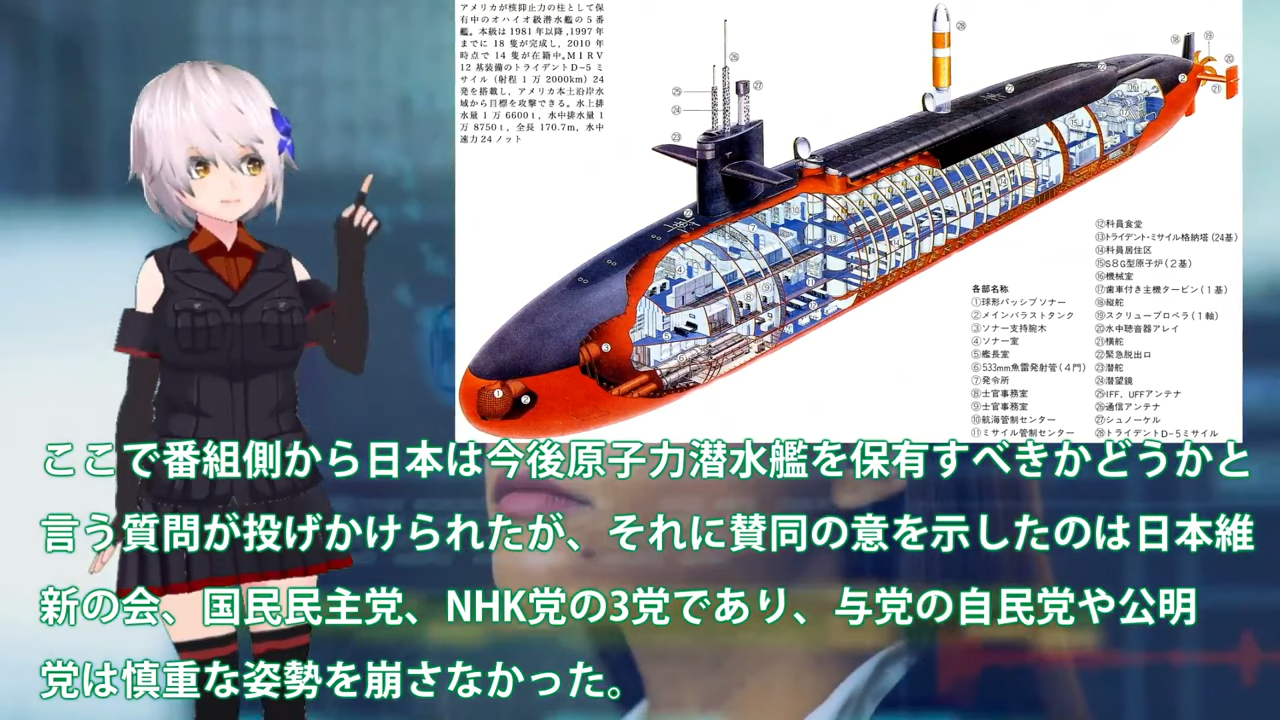 アメリカが核抑止力の柱として保
有中のオハイオ級潜水艦の5番
艦。本級は1981年以降,1997年
までに18隻が完成し,2010年
時点で14隻が在籍中。MIRV
12基装備のトライデントD-5ミ
サイル(射程1万2000km)24
発を搭載し,アメリカ本土沿岸水
域から目標を攻撃できる。水上排
水量1万6600t,水中排水量1
万8750t,全長170.7m,水中
速力24ノット
各部名称
①球形パッシブソナー
②メインバラストタンク
③ソナー支持腕木
④ソナー室
⑤艦長室
⑥533mm魚雷発射管(4門)
⑦発令所
⑧士官事務室
⑨士官事務室
⑩航海管制センター
⑪ミサイル管制センター
⑫科員食堂
⑬トライデント・ミサイル格納塔(24基)
⑭科員居住区
⑮S8G型原子炉(2基)
⑯機械室
⑰歯車付き主機タービン(1基)
⑱縦舵
⑲スクリュープロペラ(1軸)
⑳水中聴音器アレイ
㉑横舵
㉒緊急脱出口
㉓潜舵
㉔潜望鏡
㉕IFF,UFFアンテナ
㉖通信アンテナ
㉗シュノーケル
㉘トライデントD-5ミサイル
ここで番組側から日本は今後原子力潜水艦を保有すべきかどうかと
言う質問が投げかけられたが、それに賛同の意を示したのは日本維
新の会、国民民主党、NHK党の3党であり、与党の自民党や公明
党は慎重な姿勢を崩さなかった。